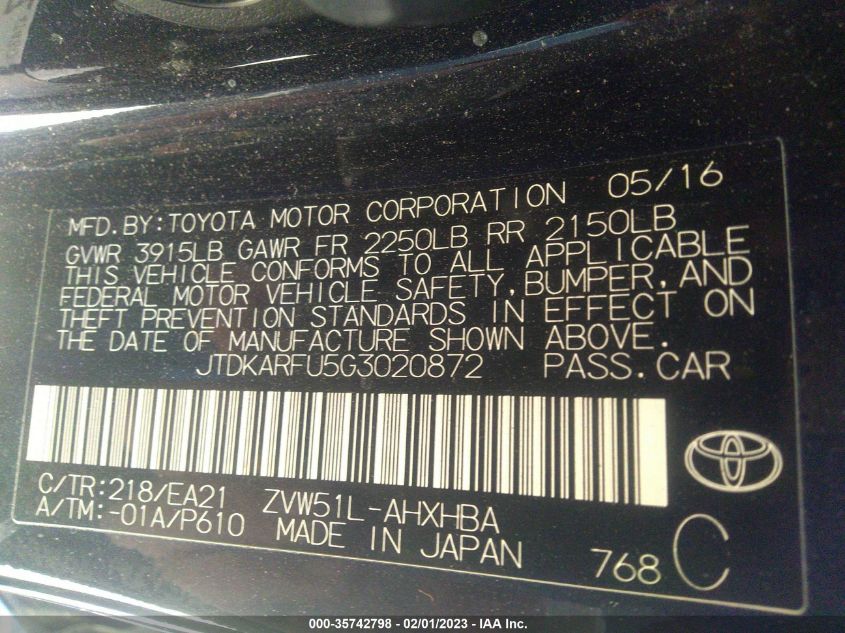 MFD.BY:TOYOTA MOTOR CORPORATION 05/16
GVWR 3915LB GAWR FR 2250LB RR 2150LB
THIS VEHICLE CONFORMS TO ALL APPLICABLE
FEDERAL MOTOR VEHICLE SAFETY,BUMPER,AND
THEFT PREVENTION STANDARDS IN EFFECT ON
THE DATE OF MANUFACTURE SHOWN ABOVE.
JTDKARFU5G3020872 PASS.CAR
C/TR:218/EA21 ZVW51L-AHXHBA
A/TM:-01A/P610 MADE IN JAPAN 768 C
000-35742798 - 02/01/2023 - IAA Inc.